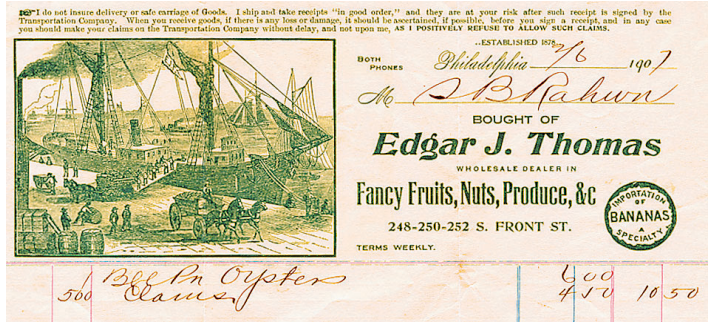 I do not insure delivery or safe carriage of Goods. I ship and take receipts "in good order," and they are at your risk after such receipt is signed by the
Transportation Company. When you receive goods, if there is any loss or damage, it should be ascertained, if possible, before you sign a receipt, and in any case
you should make your claims on the Transportation Company without delay, and not upon me, AS I POSITIVELY REFUSE TO ALLOW SUCH CLAIMS.
..ESTABLISHED 1876..
BOTH PHONES
Philadelphia 7/6 1907
M S B Rahwn
BOUGHT OF
Edgar J. Thomas
WHOLESALE DEALER IN
Fancy Fruits, Nuts, Produce, &c
248-250-252 S. FRONT ST.
TERMS WEEKLY.
IMPORTATION
OF
BANANAS
A
SPECIALTY
Oysters 600
500 Clams 450 10 50